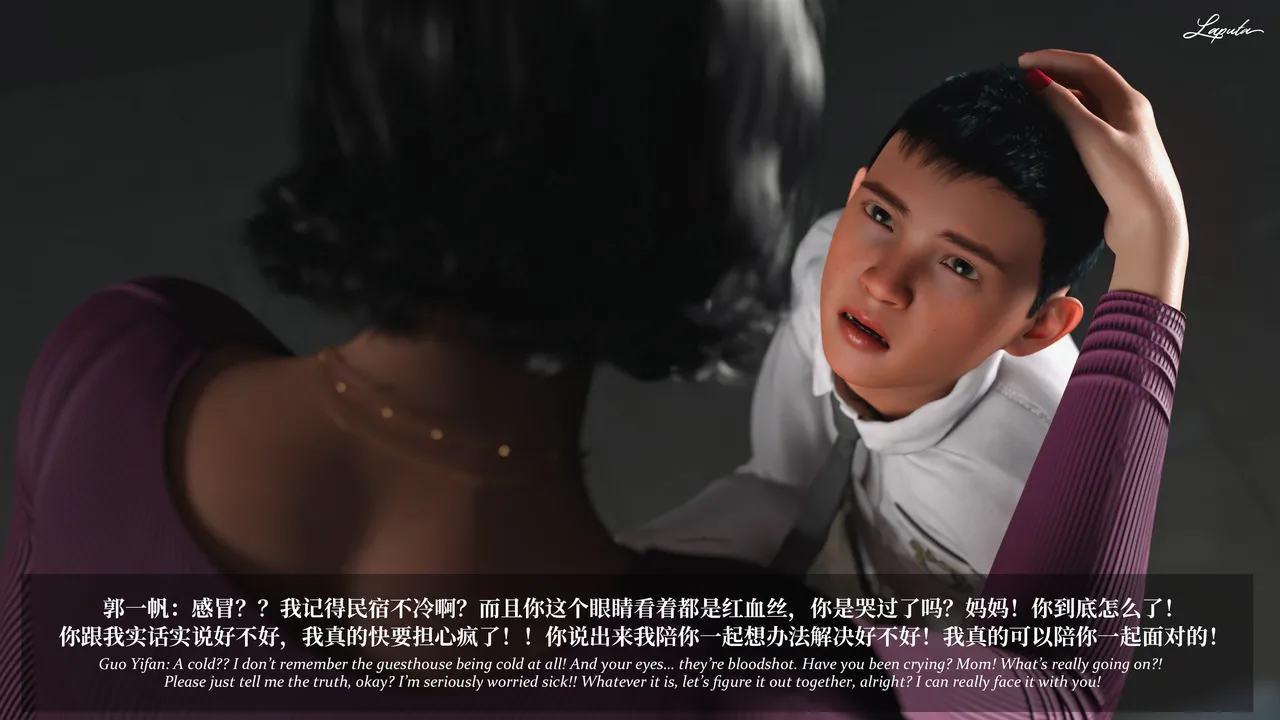 Laputa
郭一帆：感冒？？我记得民宿不冷啊？而且你这个眼睛看着都是红血丝，你是哭过了吗？妈妈！你到底怎么了！
你跟我实话实说好不好，我真的快要担心疯了！！你说出来我陪你一起想办法解决好不好！我真的可以陪你一起面对的！
Guo Yifan: A cold?? I don't remember the guesthouse being cold at all! And your eyes... they're bloodshot. Have you been crying? Mom! What's really going on?!
Please just tell me the truth, okay? I'm seriously worried sick!! Whatever it is, let's figure it out together, alright? I can really face it with you!